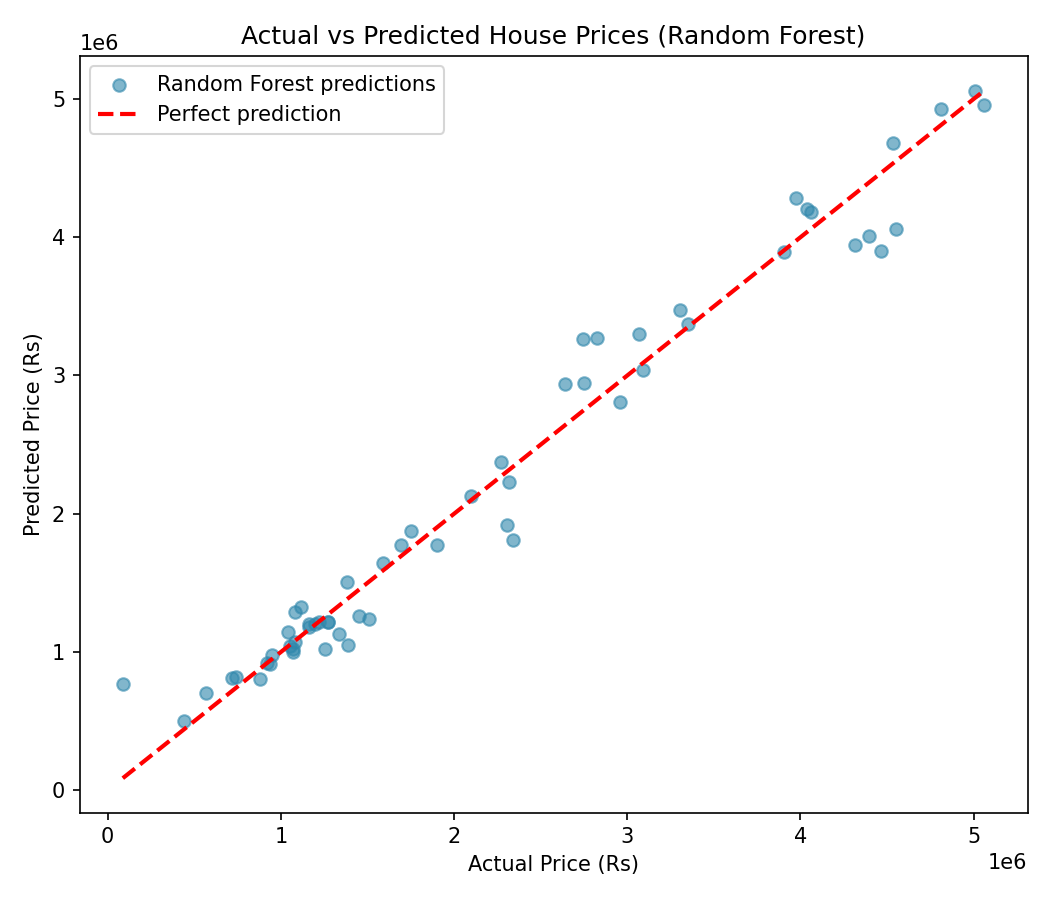 Actual vs Predicted House Prices (Random Forest)
1e6
Random Forest predictions
Perfect prediction
5
4
3
2
1
0
Predicted Price (Rs)
0 1 2 3 4 5
1e6
Actual Price (Rs)